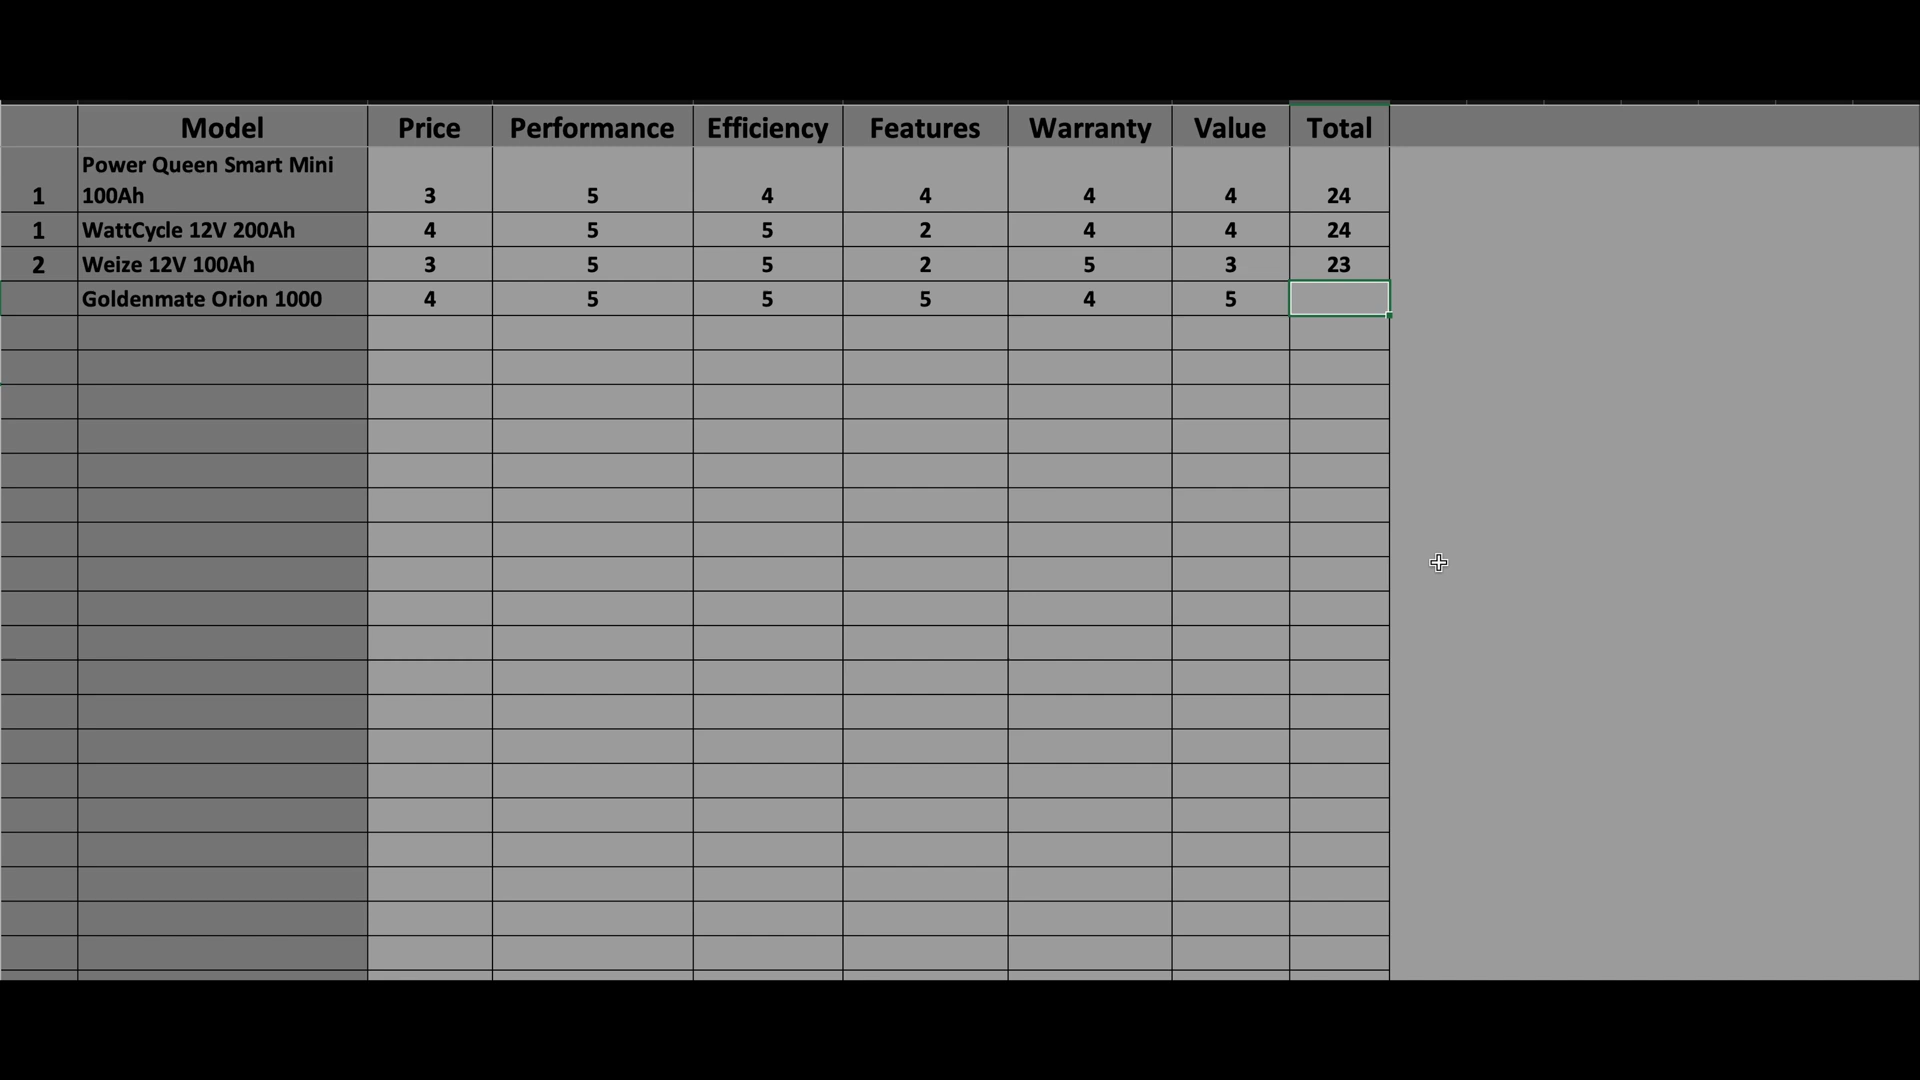 Model Price Performance Efficiency Features Warranty Value Total
Power Queen Smart Mini
1 100Ah 3 5 4 4 4 4 24
1 WattCycle 12V 200Ah 4 5 5 2 4 4 24
2 Weize 12V 100Ah 3 5 5 2 5 3 23
Goldenmate Orion 1000 4 5 5 5 4 5